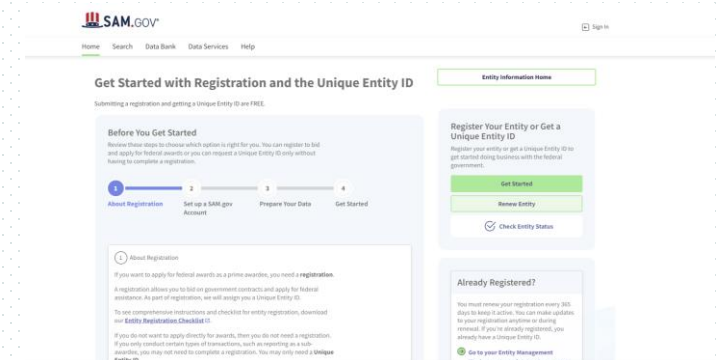 SAM.GOV®
Sign In
Home Search Data Bank Data Services Help
Get Started with Registration and the Unique Entity ID
Submitting a registration and getting a Unique Entity ID are FREE.
Before You Get Started
Review these steps to choose which option is right for you. You can register to bid
and apply for federal awards or you can request a Unique Entity ID only without
having to complete a registration.
1 2 3 4
About Registration Set up a SAM.gov Prepare Your Data Get Started
Account
1 About Registration
If you want to apply for federal awards as a prime awardee, you need a registration.
A registration allows you to bid on government contracts and apply for federal
assistance. As part of registration, we will assign you a Unique Entity ID.
To see comprehensive instructions and checklist for entity registration, download
our Entity Registration Checklist.
If you do not want to apply directly for awards, then you do not need a registration.
If you only conduct certain types of transactions, such as reporting as a sub-
awardee, you may not need to complete a registration. You may only need a Unique
Entity ID.
Entity Information Home
Register Your Entity or Get a
Unique Entity ID
Register your entity or get a Unique Entity ID to
get started doing business with the federal
government.
Get Started
Renew Entity
Check Entity Status
Already Registered?
You must renew your registration every 365
days to keep it active. You can make updates
to your registration anytime or during
renewal. If you're already registered, you
already have a Unique Entity ID.
Go to your Entity Management